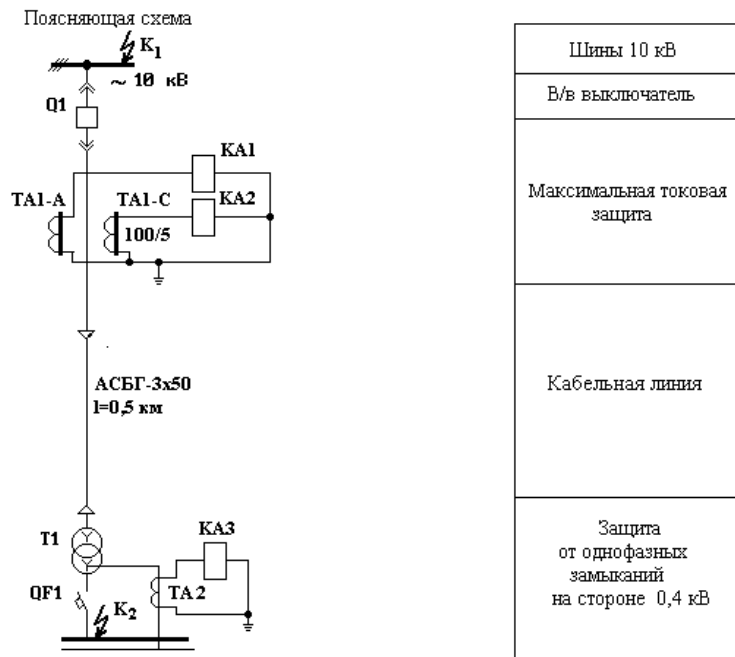 Поясняющая схема
K1
~ 10 кВ
Q1
KA1
TA1-A
TA1-C
KA2
100/5
АСБГ-3х50
l=0,5 км
T1
KA3
QF1
TA2
K2
Шины 10 кВ
В/в выключатель
Максимальная токовая
защита
Кабельная линия
Защита
от однофазных
замыканий
на стороне 0,4 кВ